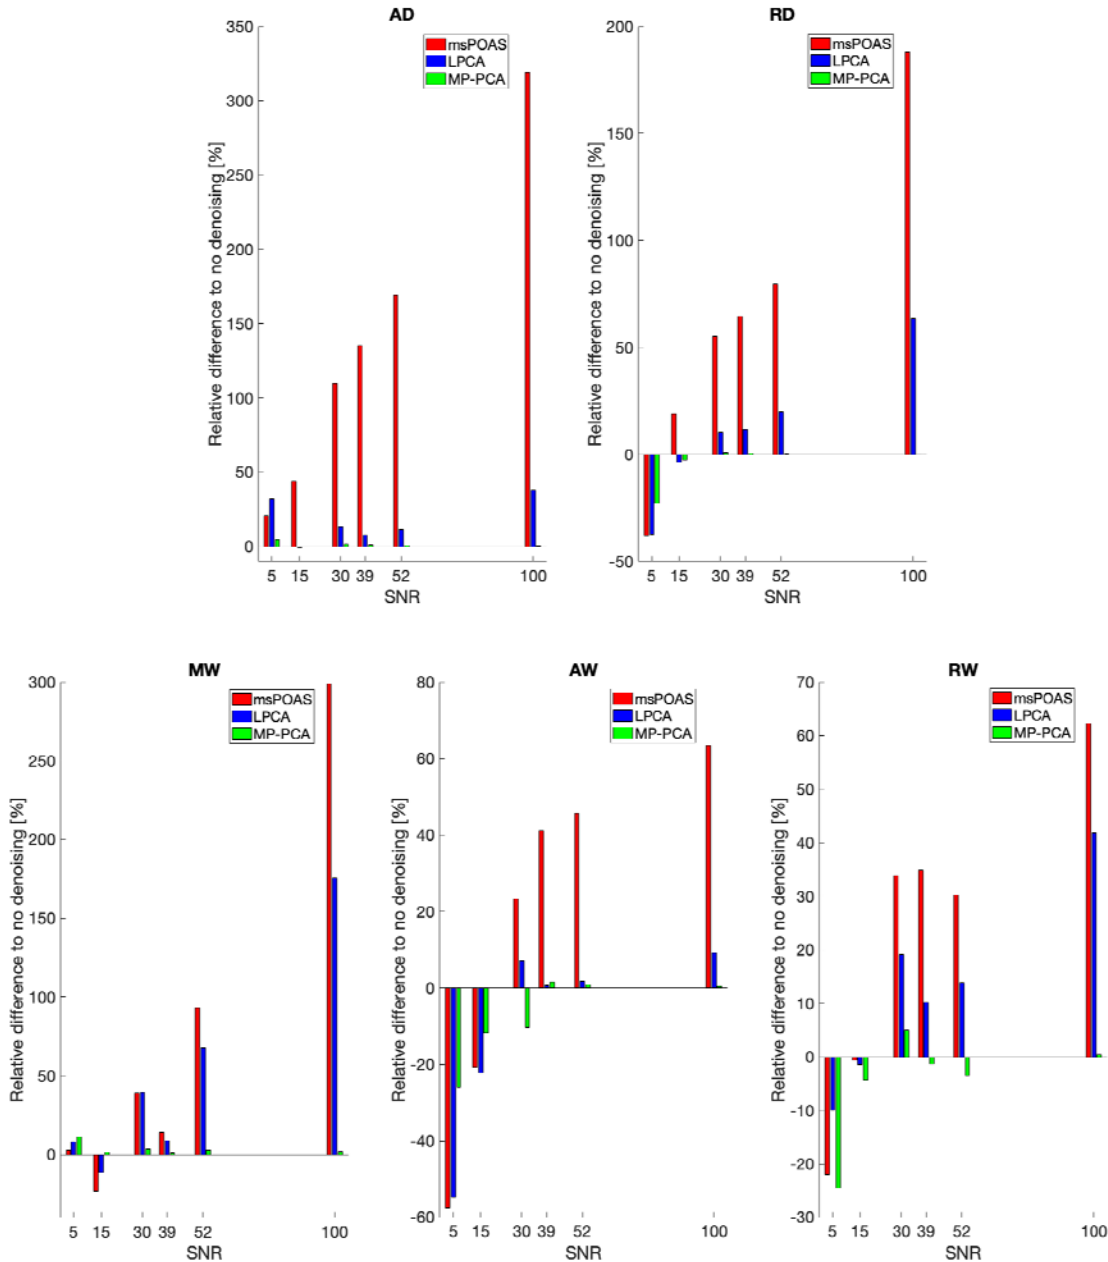 AD
Relative difference to no denoising [%]
350
300
250
200
150
100
50
0
msPOAS
LPCA
MP-PCA
5 15 30 39 52 100
SNR
RD
Relative difference to no denoising [%]
200
150
100
50
0
-50
msPOAS
LPCA
MP-PCA
5 15 30 39 52 100
SNR
MW
Relative difference to no denoising [%]
300
250
200
150
100
50
0
msPOAS
LPCA
MP-PCA
5 15 30 39 52 100
SNR
AW
Relative difference to no denoising [%]
80
60
40
20
0
-20
-40
-60
msPOAS
LPCA
MP-PCA
5 15 30 39 52 100
SNR
RW
Relative difference to no denoising [%]
70
60
50
40
30
20
10
0
-10
-20
-30
msPOAS
LPCA
MP-PCA
5 15 30 39 52 100
SNR